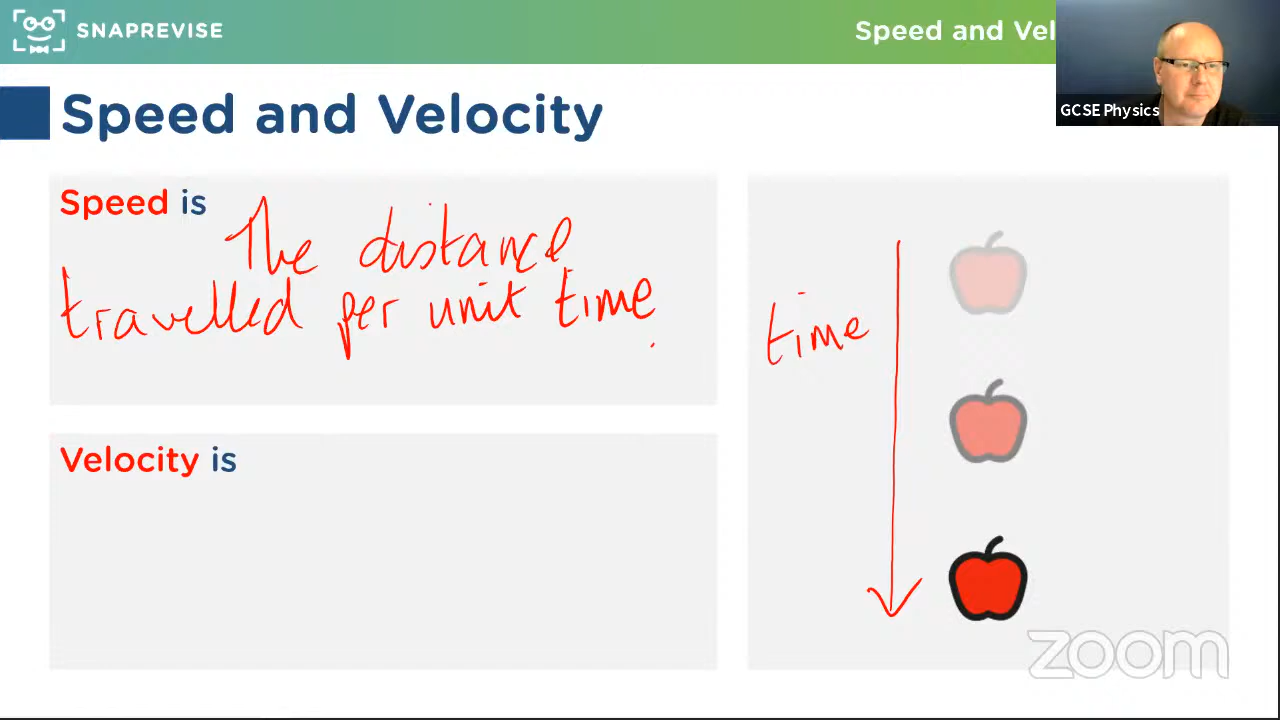 SNAPREVISE
Speed and Vel
GCSE Physics
Speed and Velocity
Speed is
The distance
travelled per unit time
Velocity is
time
zoom